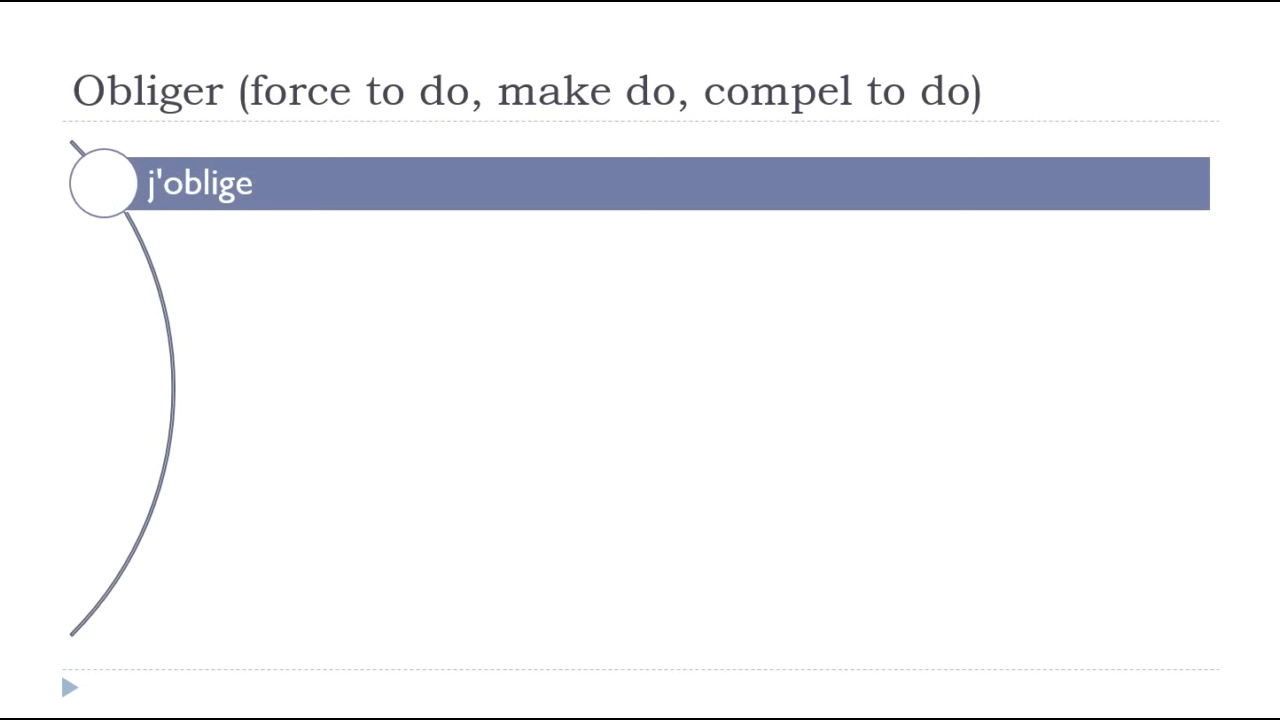 Obliger (force to do, make do, compel to do)
j'oblige